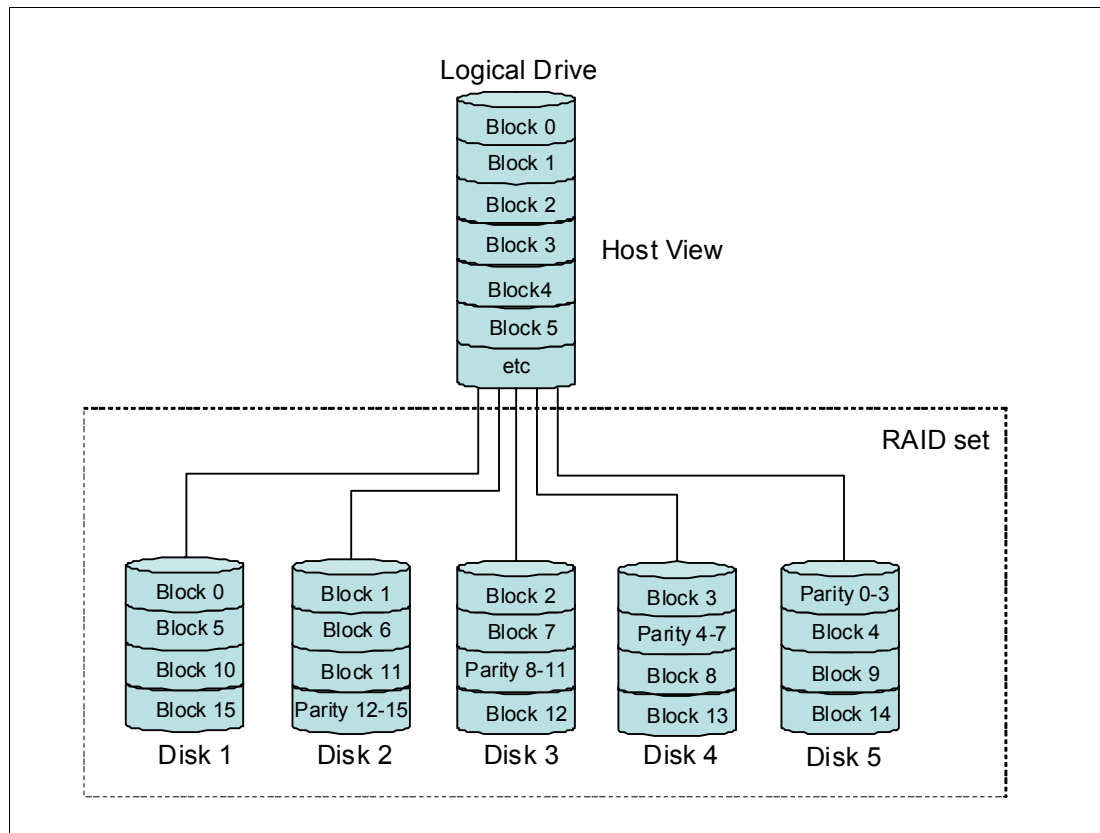 Logical Drive
Block 0
Block 1
Block 2
Block 3
Block4
Block 5
etc
Host View
RAID set
Block 0
Block 5
Block 10
Block 15
Disk 1
Block 1
Block 6
Block 11
Parity 12-15
Disk 2
Block 2
Block 7
Parity 8-11
Block 12
Disk 3
Block 3
Parity 4-7
Block 8
Block 13
Disk 4
Parity 0-3
Block 4
Block 9
Block 14
Disk 5